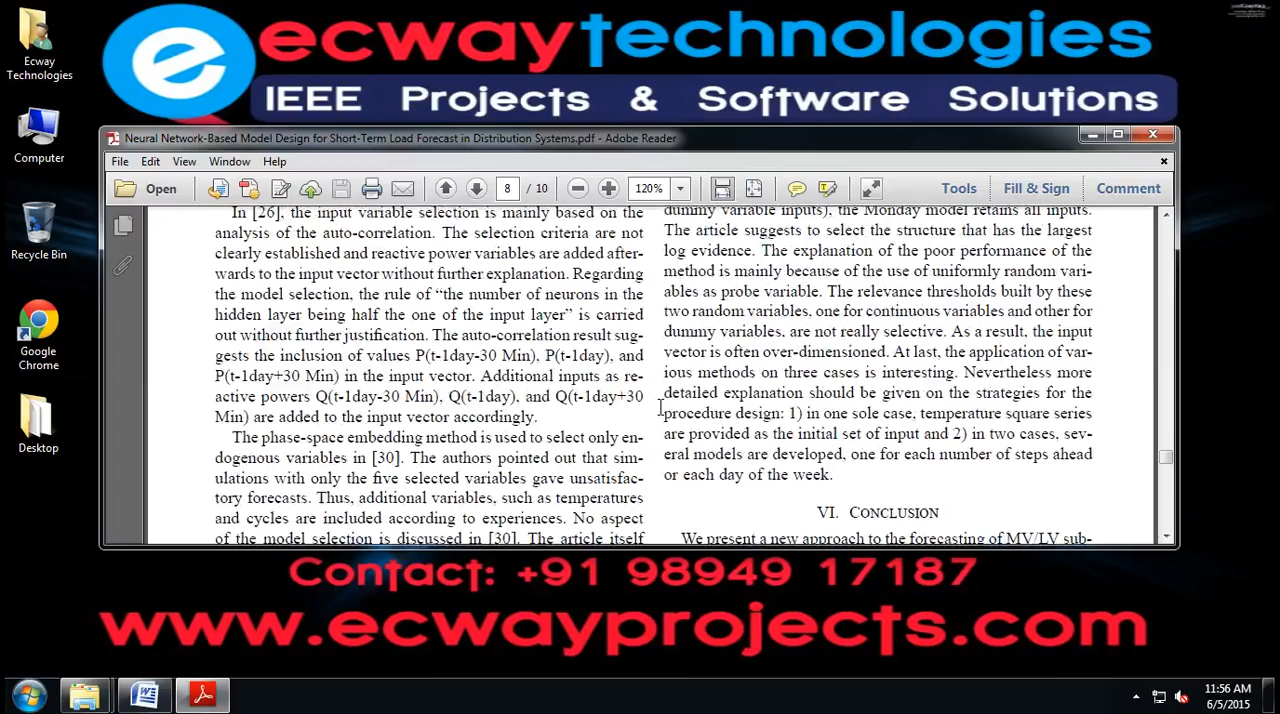 ecwaytechnologies
IEEE Projects & Software Solutions
Ecway
Technologies
Computer
Recycle Bin
Google
Chrome
Desktop
Neural Network-Based Model Design for Short-Term Load Forecast in Distribution Systems.pdf - Adobe Reader
File Edit View Window Help
Open 8 / 10 120% Tools Fill & Sign Comment
In [26], the input variable selection is mainly based on the
analysis of the auto-correlation. The selection criteria are not
clearly established and reactive power variables are added after-
wards to the input vector without further explanation. Regarding
the model selection, the rule of “the number of neurons in the
hidden layer being half the one of the input layer” is carried
out without further justification. The auto-correlation result sug-
gests the inclusion of values P(t-1day-30 Min), P(t-1day), and
P(t-1day+30 Min) in the input vector. Additional inputs as re-
active powers Q(t-1day-30 Min), Q(t-1day), and Q(t-1day+30
Min) are added to the input vector accordingly.
The phase-space embedding method is used to select only en-
dogenous variables in [30]. The authors pointed out that sim-
ulations with only the five selected variables gave unsatisfac-
tory forecasts. Thus, additional variables, such as temperatures
and cycles are included according to experiences. No aspect
of the model selection is discussed in [30]. The article itself
dummy variable inputs), the Monday model retains all inputs.
The article suggests to select the structure that has the largest
log evidence. The explanation of the poor performance of the
method is mainly because of the use of uniformly random vari-
ables as probe variable. The relevance thresholds built by these
two random variables, one for continuous variables and other for
dummy variables, are not really selective. As a result, the input
vector is often over-dimensioned. At last, the application of var-
ious methods on three cases is interesting. Nevertheless more
detailed explanation should be given on the strategies for the
procedure design: 1) in one sole case, temperature square series
are provided as the initial set of input and 2) in two cases, sev-
eral models are developed, one for each number of steps ahead
or each day of the week.
VI. CONCLUSION
We present a new approach to the forecasting of MV/LV sub-
Contact: +91 98949 17187
www.ecwayprojects.com
11:56 AM
6/5/2015